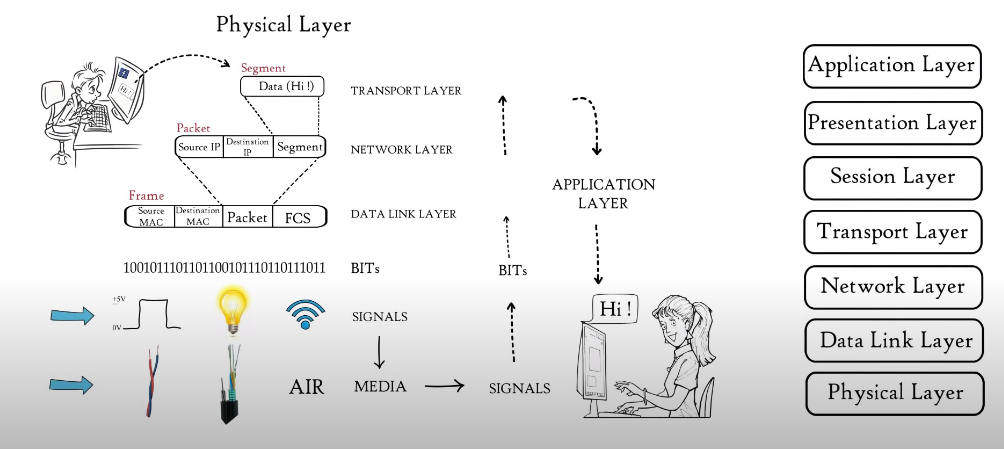 Physical Layer
Segment
Data (Hi !)
TRANSPORT LAYER
Packet
Source IP
Destination
IP
Segment
NETWORK LAYER
Frame
Source
MAC
Destination
MAC
Packet
FCS
DATA LINK LAYER
1001011101101100101110110111011
BITs
+5V
0V
SIGNALS
AIR
MEDIA
SIGNALS
BITs
APPLICATION
LAYER
Hi !
Hi !
Application Layer
Presentation Layer
Session Layer
Transport Layer
Network Layer
Data Link Layer
Physical Layer